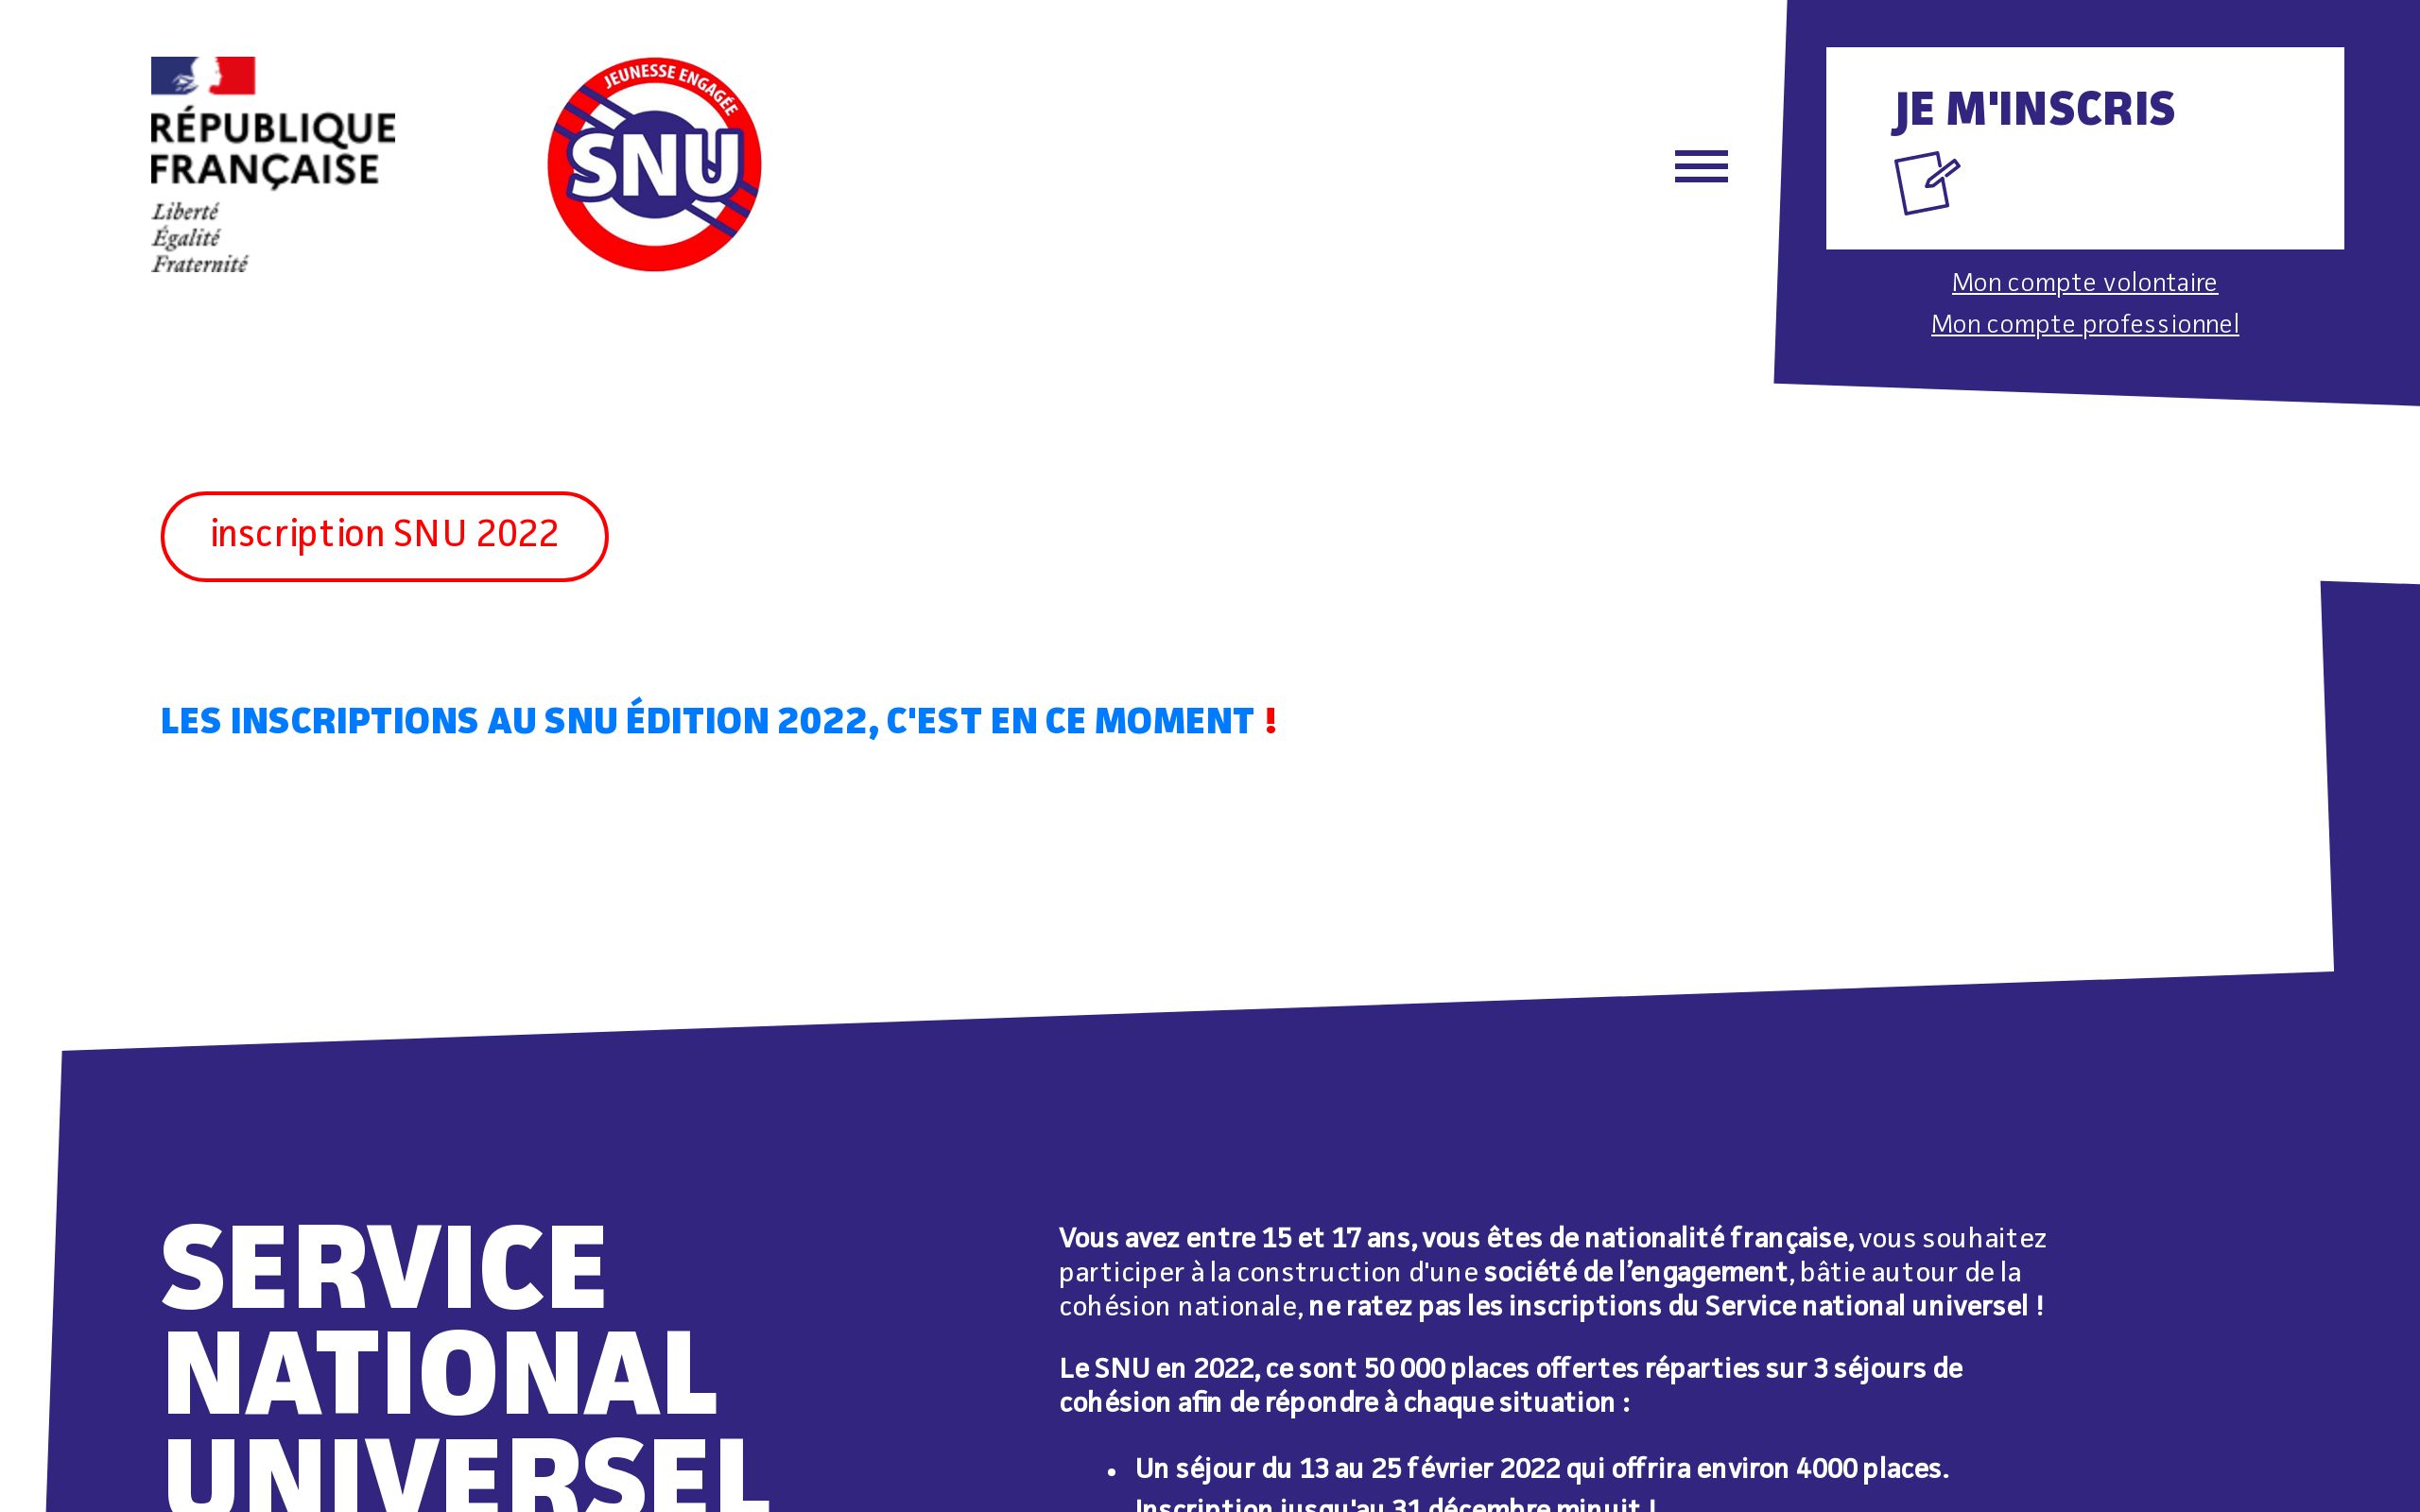 RÉPUBLIQUE
FRANÇAISE
Liberté
Égalité
Fraternité
JEUNESSE ENGAGÉE
SNU
JE M'INSCRIS
Mon compte volontaire
Mon compte professionnel
inscription SNU 2022
LES INSCRIPTIONS AU SNU ÉDITION 2022, C'EST EN CE MOMENT !
SERVICE
NATIONAL
UNIVERSEL
Vous avez entre 15 et 17 ans, vous êtes de nationalité française, vous souhaitez
participer à la construction d'une société de l’engagement, bâtie autour de la
cohésion nationale, ne ratez pas les inscriptions du Service national universel !
Le SNU en 2022, ce sont 50 000 places offertes réparties sur 3 séjours de
cohésion afin de répondre à chaque situation :
• Un séjour du 13 au 25 février 2022 qui offrira environ 4000 places.
Inscription jusqu'au 31 décembre minuit !